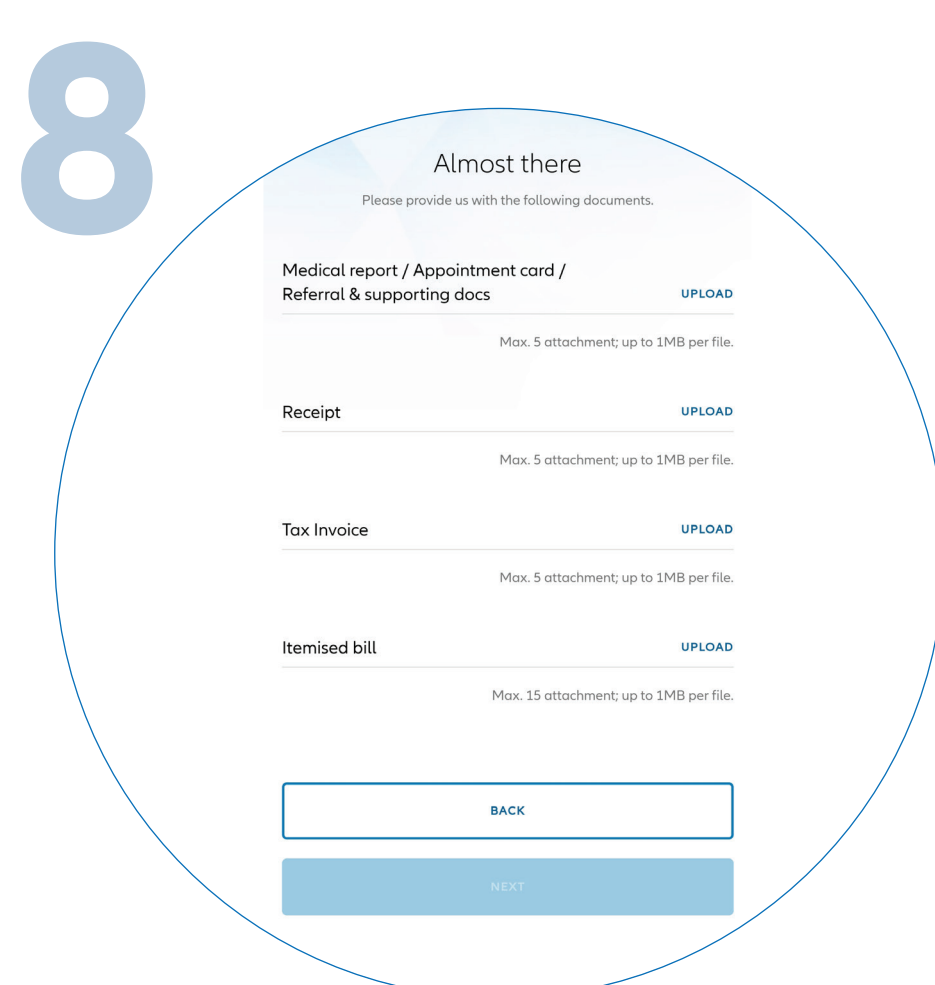 8
Almost there
Please provide us with the following documents.
Medical report / Appointment card /
Referral & supporting docs UPLOAD
Max. 5 attachment; up to 1MB per file.
Receipt UPLOAD
Max. 5 attachment; up to 1MB per file.
Tax Invoice UPLOAD
Max. 5 attachment; up to 1MB per file.
Itemised bill UPLOAD
Max. 15 attachment; up to 1MB per file.
BACK
NEXT